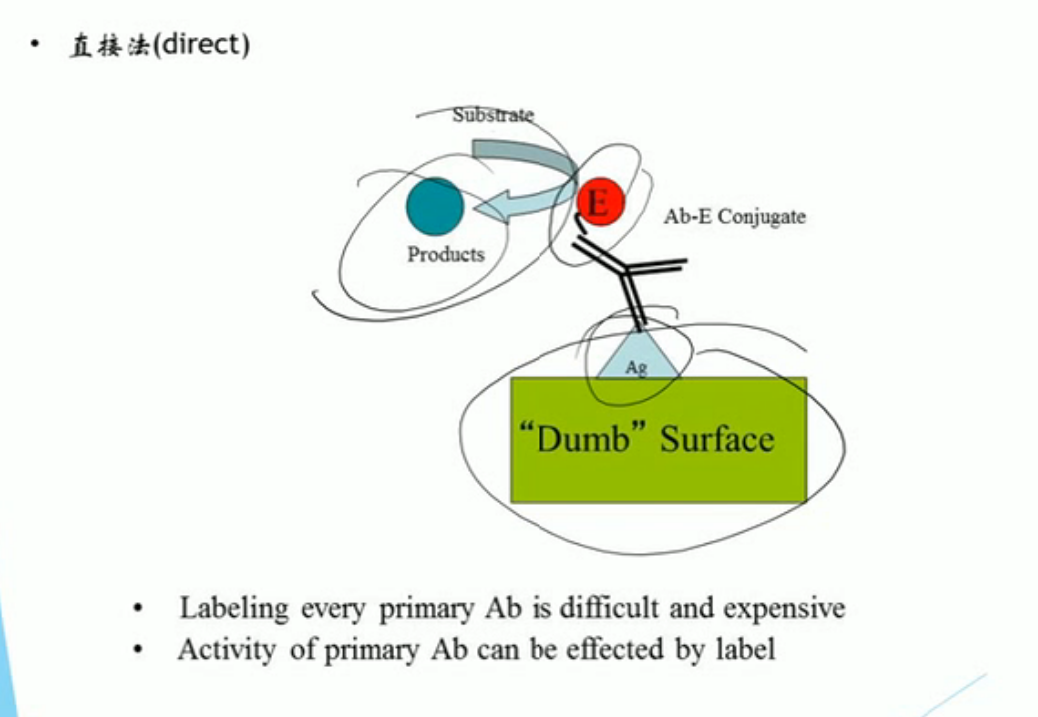 • 直接法(direct)
Substrate
E
Ab-E Conjugate
Products
Ag
“Dumb” Surface
• Labeling every primary Ab is difficult and expensive
• Activity of primary Ab can be effected by label